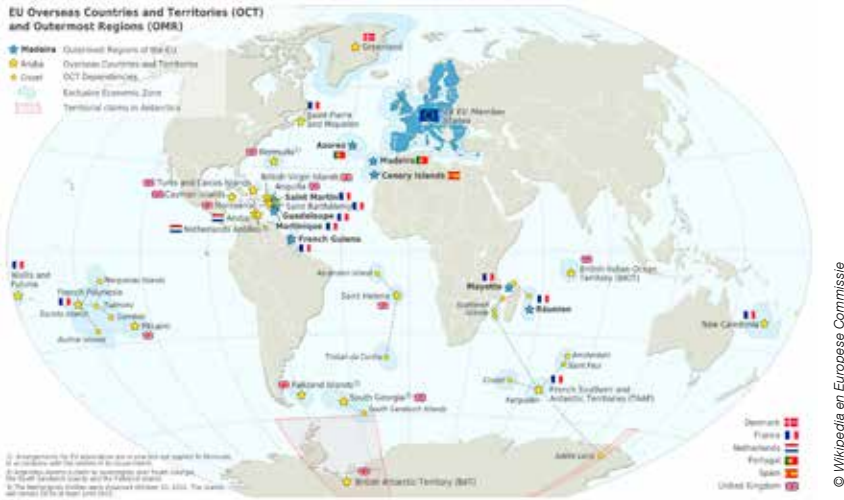 EU Overseas Countries and Territories (OCT)
and Outermost Regions (OMR)
Madeira Outermost Regions of the EU
Aruba Overseas Countries and Territories
Crozet OCT Dependencies
Exclusive Economic Zone
Territorial claims in Antarctica
Greenland
EU Member
States
Saint-Pierre
and Miquelon
Azores
Bermuda
Madeira
Canary Islands
British Virgin Islands
Turks and Caicos Islands
Anguilla
Cayman Islands
Saint Martin
Montserrat
Saint Barthélemy
Aruba
Guadeloupe
Netherlands Antilles
Martinique
French Guiana
Wallis and
Futuna
Marquesas Islands
French Polynesia
Tuamotu
Society Islands
Gambier
Pitcairn
Austral Islands
Ascension Island
Saint Helena
Tristan da Cunha
Mayotte
Scattered
Islands
Réunion
British Indian Ocean
Territory (BIOT)
New Caledonia
Amsterdam
Saint Paul
Crozet
Kerguelen
French Southern and
Antarctic Territories (TAAF)
Falkland Islands
South Georgia
South Sandwich Islands
Adélie Land
British Antarctic Territory (BAT)
Denmark
France
Netherlands
Portugal
Spain
United Kingdom
© Wikipedia en Europese Commissie